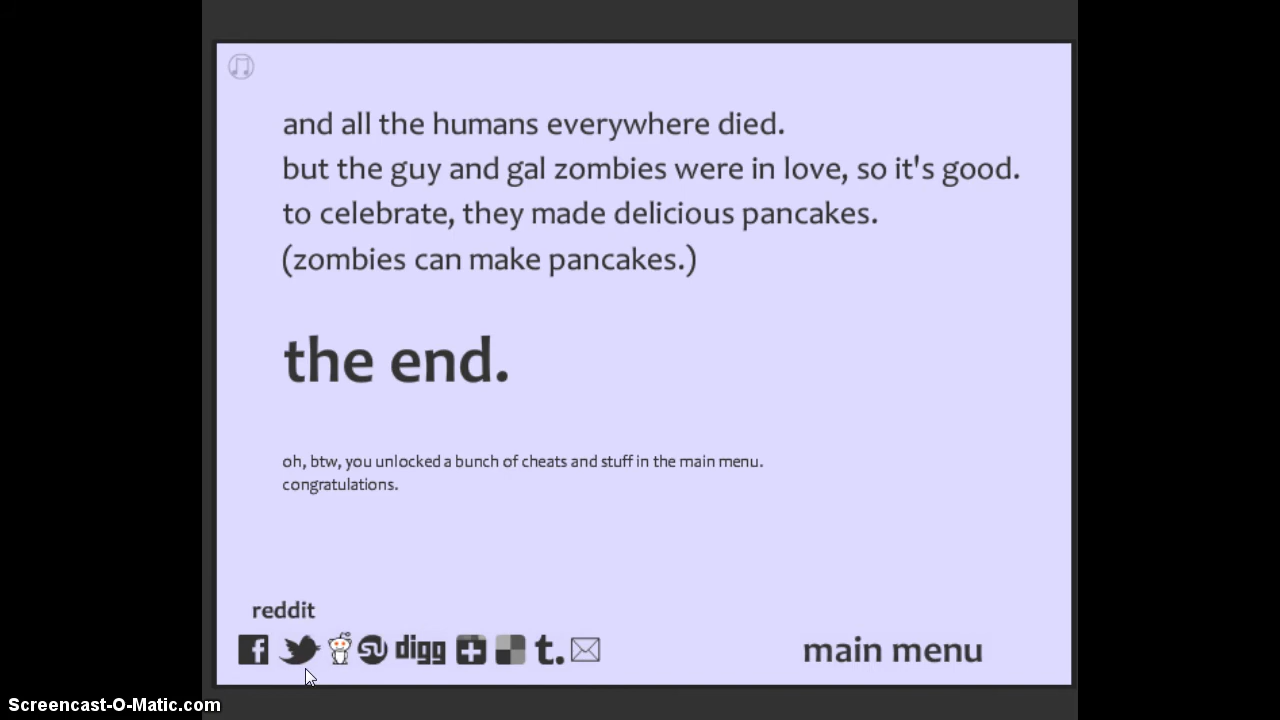 and all the humans everywhere died.
but the guy and gal zombies were in love, so it's good.
to celebrate, they made delicious pancakes.
(zombies can make pancakes.)
the end.
oh, btw, you unlocked a bunch of cheats and stuff in the main menu.
congratulations.
reddit
f digg t.
main menu
Screencast-O-Matic.com